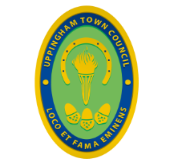 UPPINGHAM TOWN COUNCIL
LOCO ET FAMA EMINENS